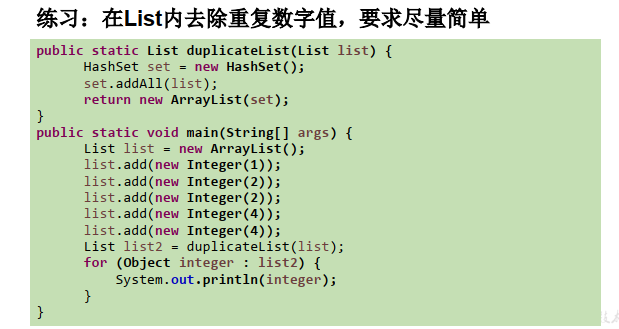 练习：在List内去除重复数字值，要求尽量简单
public static List duplicateList(List list) {
HashSet set = new HashSet();
set.addAll(list);
return new ArrayList(set);
}
public static void main(String[] args) {
List list = new ArrayList();
list.add(new Integer(1));
list.add(new Integer(2));
list.add(new Integer(2));
list.add(new Integer(4));
list.add(new Integer(4));
List list2 = duplicateList(list);
for (Object integer : list2) {
System.out.println(integer);
}
}